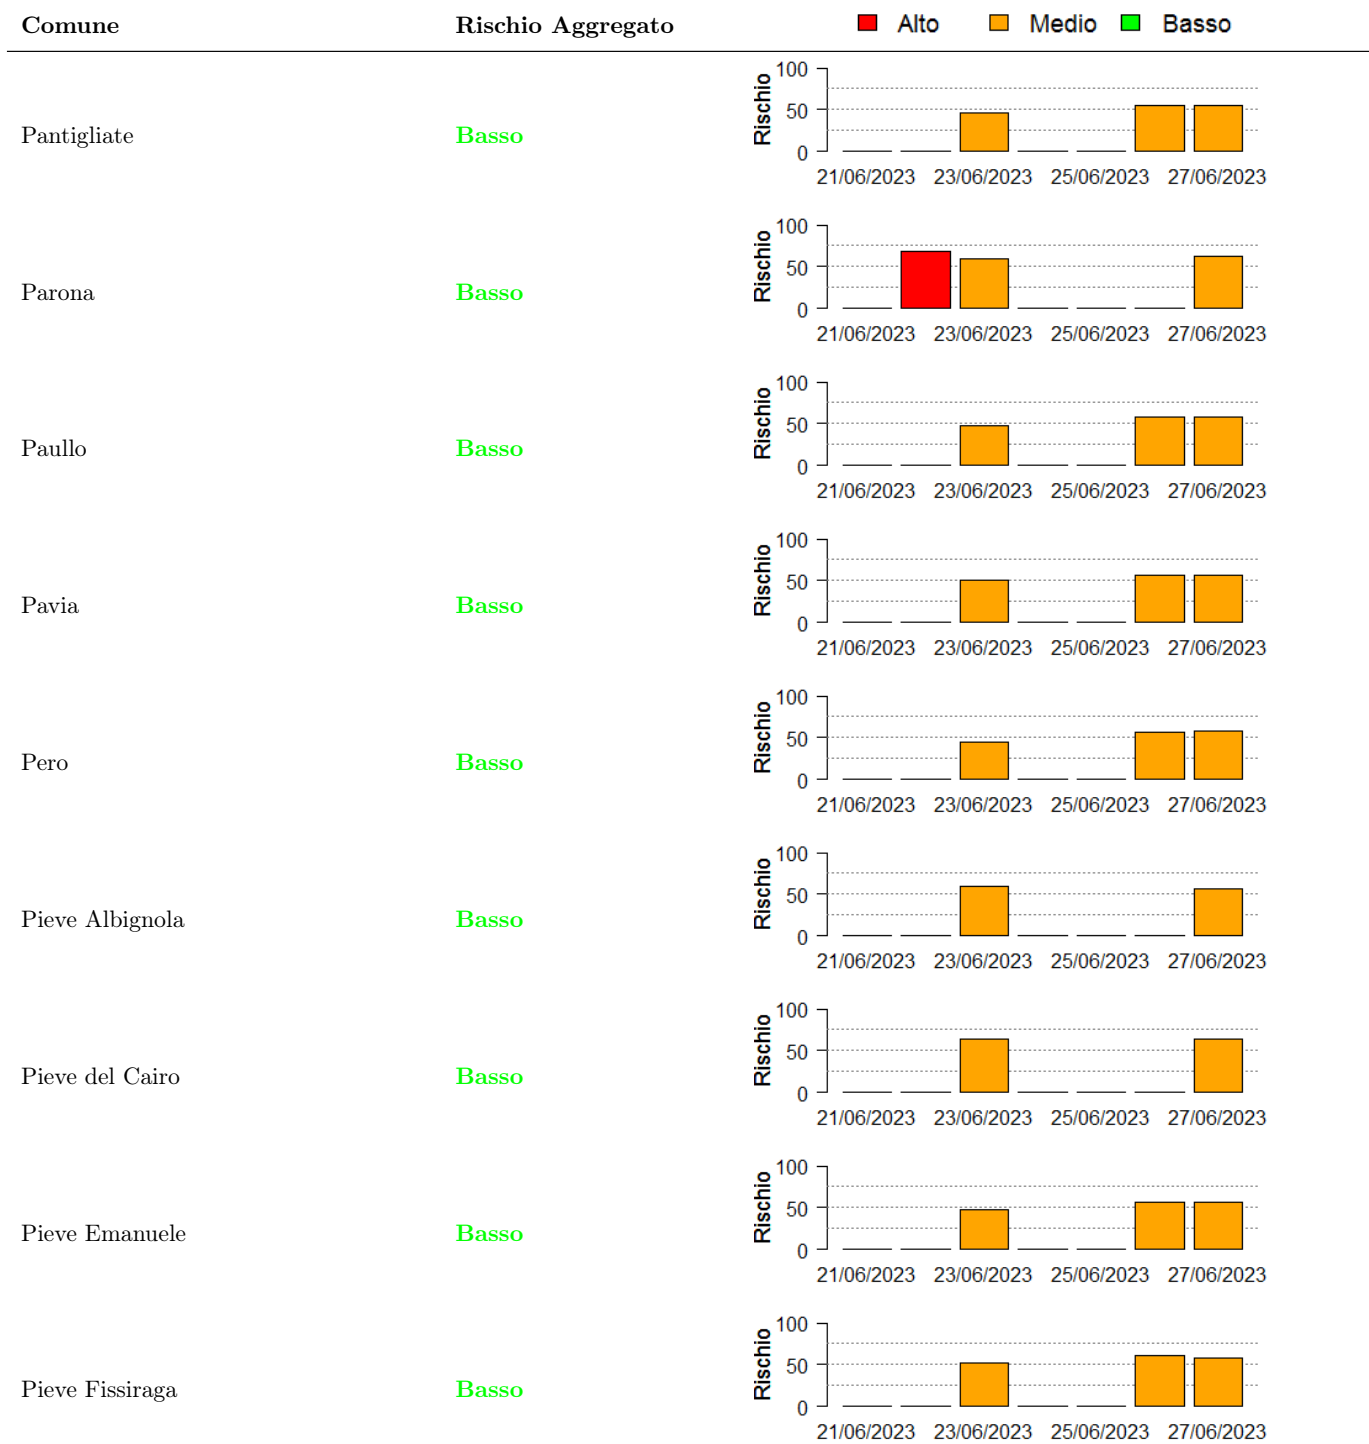 Comune Rischio Aggregato Alto Medio Basso
100
50
0
Rischio
Pantigliate Basso
21/06/2023 23/06/2023 25/06/2023 27/06/2023
100
50
0
Rischio
Parona Basso
21/06/2023 23/06/2023 25/06/2023 27/06/2023
100
50
0
Rischio
Paullo Basso
21/06/2023 23/06/2023 25/06/2023 27/06/2023
100
50
0
Rischio
Pavia Basso
21/06/2023 23/06/2023 25/06/2023 27/06/2023
100
50
0
Rischio
Pero Basso
21/06/2023 23/06/2023 25/06/2023 27/06/2023
100
50
0
Rischio
Pieve Albignola Basso
21/06/2023 23/06/2023 25/06/2023 27/06/2023
100
50
0
Rischio
Pieve del Cairo Basso
21/06/2023 23/06/2023 25/06/2023 27/06/2023
100
50
0
Rischio
Pieve Emanuele Basso
21/06/2023 23/06/2023 25/06/2023 27/06/2023
100
50
0
Rischio
Pieve Fissiraga Basso
21/06/2023 23/06/2023 25/06/2023 27/06/2023